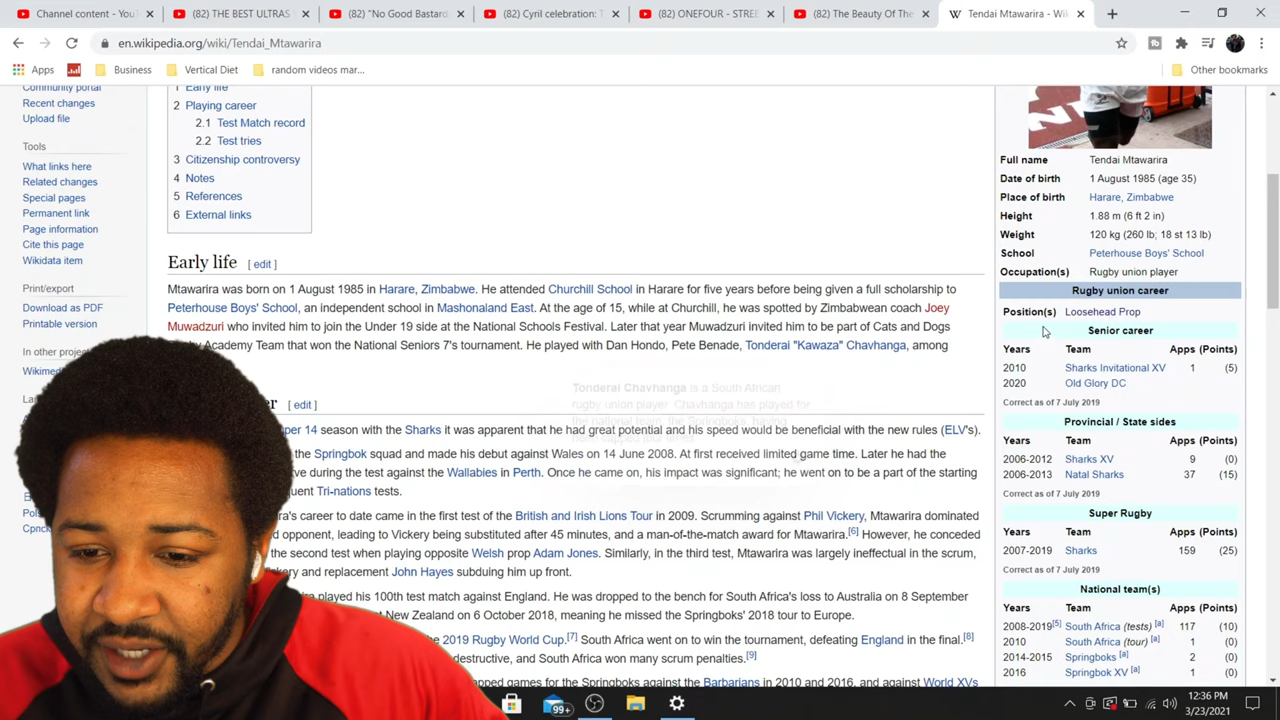 Channel content - YouT
(82) THE BEST ULTRAS
(82) "No Good Bastard
(82) Cyril celebration: T
(82) ONEFOUR - STREE
(82) The Beauty Of The
Tendai Mtawarira - Wik
en.wikipedia.org/wiki/Tendai_Mtawarira
Apps
Business
Vertical Diet
random videos mar...
Other bookmarks
Community portal
Recent changes
Upload file
Tools
What links here
Related changes
Special pages
Permanent link
Page information
Cite this page
Wikidata item
Print/export
Download as PDF
Printable version
In other proje
Wikimed
1 Early life
2 Playing career
2.1 Test Match record
2.2 Test tries
3 Citizenship controversy
4 Notes
5 References
6 External links
Early life [ edit ]
Mtawarira was born on 1 August 1985 in Harare, Zimbabwe. He attended Churchill School in Harare for five years before being given a full scholarship to
Peterhouse Boys' School, an independent school in Mashonaland East. At the age of 15, while at Churchill, he was spotted by Zimbabwean coach Joey
Muwadzuri who invited him to join the Under 19 side at the National Schools Festival. Later that year Muwadzuri invited him to be part of Cats and Dogs
Academy Team that won the National Seniors 7's tournament. He played with Dan Hondo, Pete Benade, Tonderai "Kawaza" Chavhanga, among
Tonderai Chavhanga is a South African
rugby union player. Chavhanga has played for
the national team, the Springboks, having
been capped four times
[ edit ]
per 14 season with the Sharks it was apparent that he had great potential and his speed would be beneficial with the new rules (ELV's).
the Springbok squad and made his debut against Wales on 14 June 2008. At first received limited game time. Later he had the
ve during the test against the Wallabies in Perth. Once he came on, his impact was significant; he went on to be a part of the starting
quent Tri-nations tests.
ra's career to date came in the first test of the British and Irish Lions Tour in 2009. Scrumming against Phil Vickery, Mtawarira dominated
d opponent, leading to Vickery being substituted after 45 minutes, and a man-of-the-match award for Mtawarira.[6] However, he conceded
the second test when playing opposite Welsh prop Adam Jones. Similarly, in the third test, Mtawarira was largely ineffectual in the scrum,
ckery and replacement John Hayes subduing him up front.
ra played his 100th test match against England. He was dropped to the bench for South Africa's loss to Australia on 8 September
t New Zealand on 6 October 2018, meaning he missed the Springboks' 2018 tour to Europe.
the 2019 Rugby World Cup.[7] South Africa went on to win the tournament, defeating England in the final.[8]
destructive, and South Africa won many scrum penalties.[9]
pped games for the Springboks against the Barbarians in 2010 and 2016, and against World XVs
Full name Tendai Mtawarira
Date of birth 1 August 1985 (age 35)
Place of birth Harare, Zimbabwe
Height 1.88 m (6 ft 2 in)
Weight 120 kg (260 lb; 18 st 13 lb)
School Peterhouse Boys' School
Occupation(s) Rugby union player
Rugby union career
Position(s) Loosehead Prop
Senior career
Years Team Apps (Points)
2010 Sharks Invitational XV 1 (5)
2020 Old Glory DC
Correct as of 7 July 2019
Provincial / State sides
2006-2012 Sharks XV 9 (0)
2006-2013 Natal Sharks 37 (15)
Correct as of 7 July 2019
Super Rugby
2007-2019 Sharks 159 (25)
Correct as of 7 July 2019
National team(s)
Years Team Apps (Points)
2008-2019[5] South Africa (tests) [a] 117 (10)
2010 South Africa (tour) [a] 1 (0)
2014-2015 Springboks [a] 2 (0)
2016 Springbok XV [a] 1 (0)
99+
12:36 PM
3/23/2021